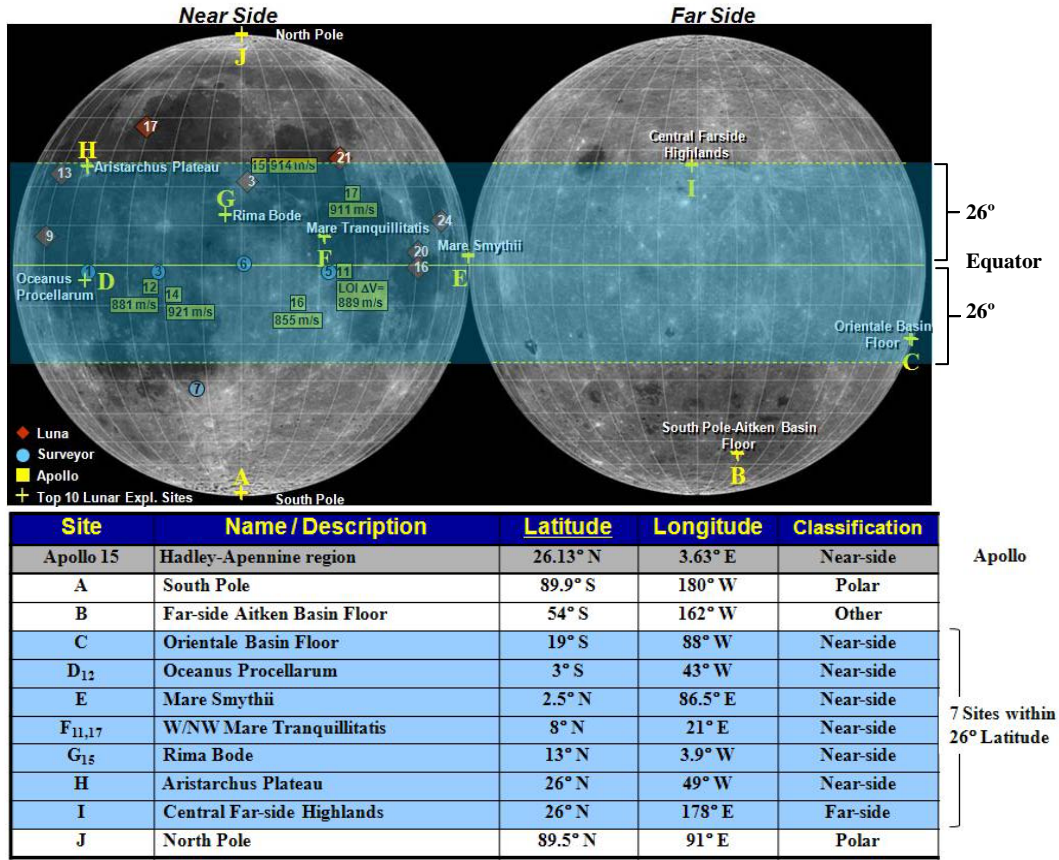 Near Side
Far Side
North Pole
J
17
H
Aristarchus Plateau
13
15 914 m/s
21
3
G
Rima Bode
17
911 m/s
Mare Tranquillitatis
F
24
9
20
Mare Smythii
16
E
6
1
Oceanus
Procellarum
D
3
12
881 m/s
14
921 m/s
5
11
LOI ΔV=
889 m/s
16
855 m/s
7
Luna
Surveyor
Apollo
Top 10 Lunar Expl. Sites
A
South Pole
Central Farside
Highlands
I
Orientale Basin
Floor
C
South Pole-Aitken Basin
Floor
B
26°
Equator
26°
Site Name / Description Latitude Longitude Classification
Apollo 15 Hadley-Apennine region 26.13° N 3.63° E Near-side
Apollo
A South Pole 89.9° S 180° W Polar
B Far-side Aitken Basin Floor 54° S 162° W Other
C Orientale Basin Floor 19° S 88° W Near-side
D12 Oceanus Procellarum 3° S 43° W Near-side
E Mare Smythii 2.5° N 86.5° E Near-side
F11,17 W/NW Mare Tranquillitatis 8° N 21° E Near-side
G15 Rima Bode 13° N 3.9° W Near-side
H Aristarchus Plateau 26° N 49° W Near-side
I Central Far-side Highlands 26° N 178° E Far-side
J North Pole 89.5° N 91° E Polar
7 Sites within
26° Latitude